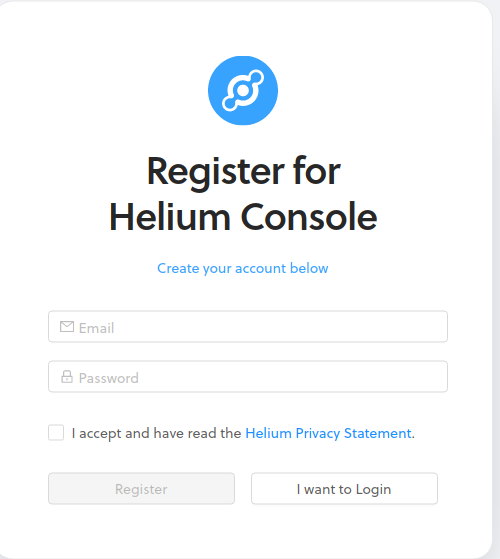 Register for
Helium Console
Create your account below
Email
Password
I accept and have read the Helium Privacy Statement.
Register
I want to Login